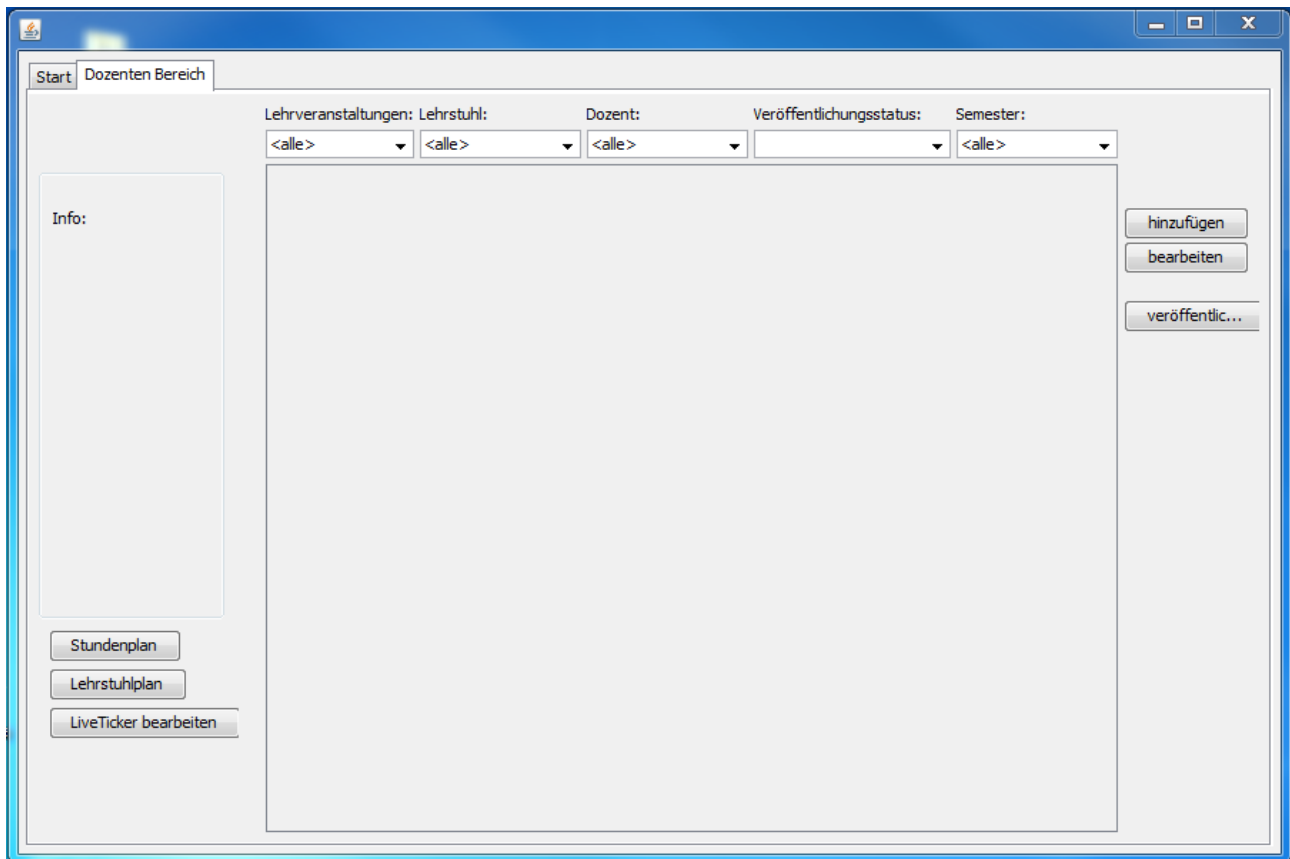 Start Dozenten Bereich
Lehrveranstaltungen: Lehrstuhl: Dozent: Veröffentlichungsstatus: Semester:
<alle> <alle> <alle> <alle>
Info:
hinzufügen
bearbeiten
veröffentlic...
Stundenplan
Lehrstuhlplan
LiveTicker bearbeiten